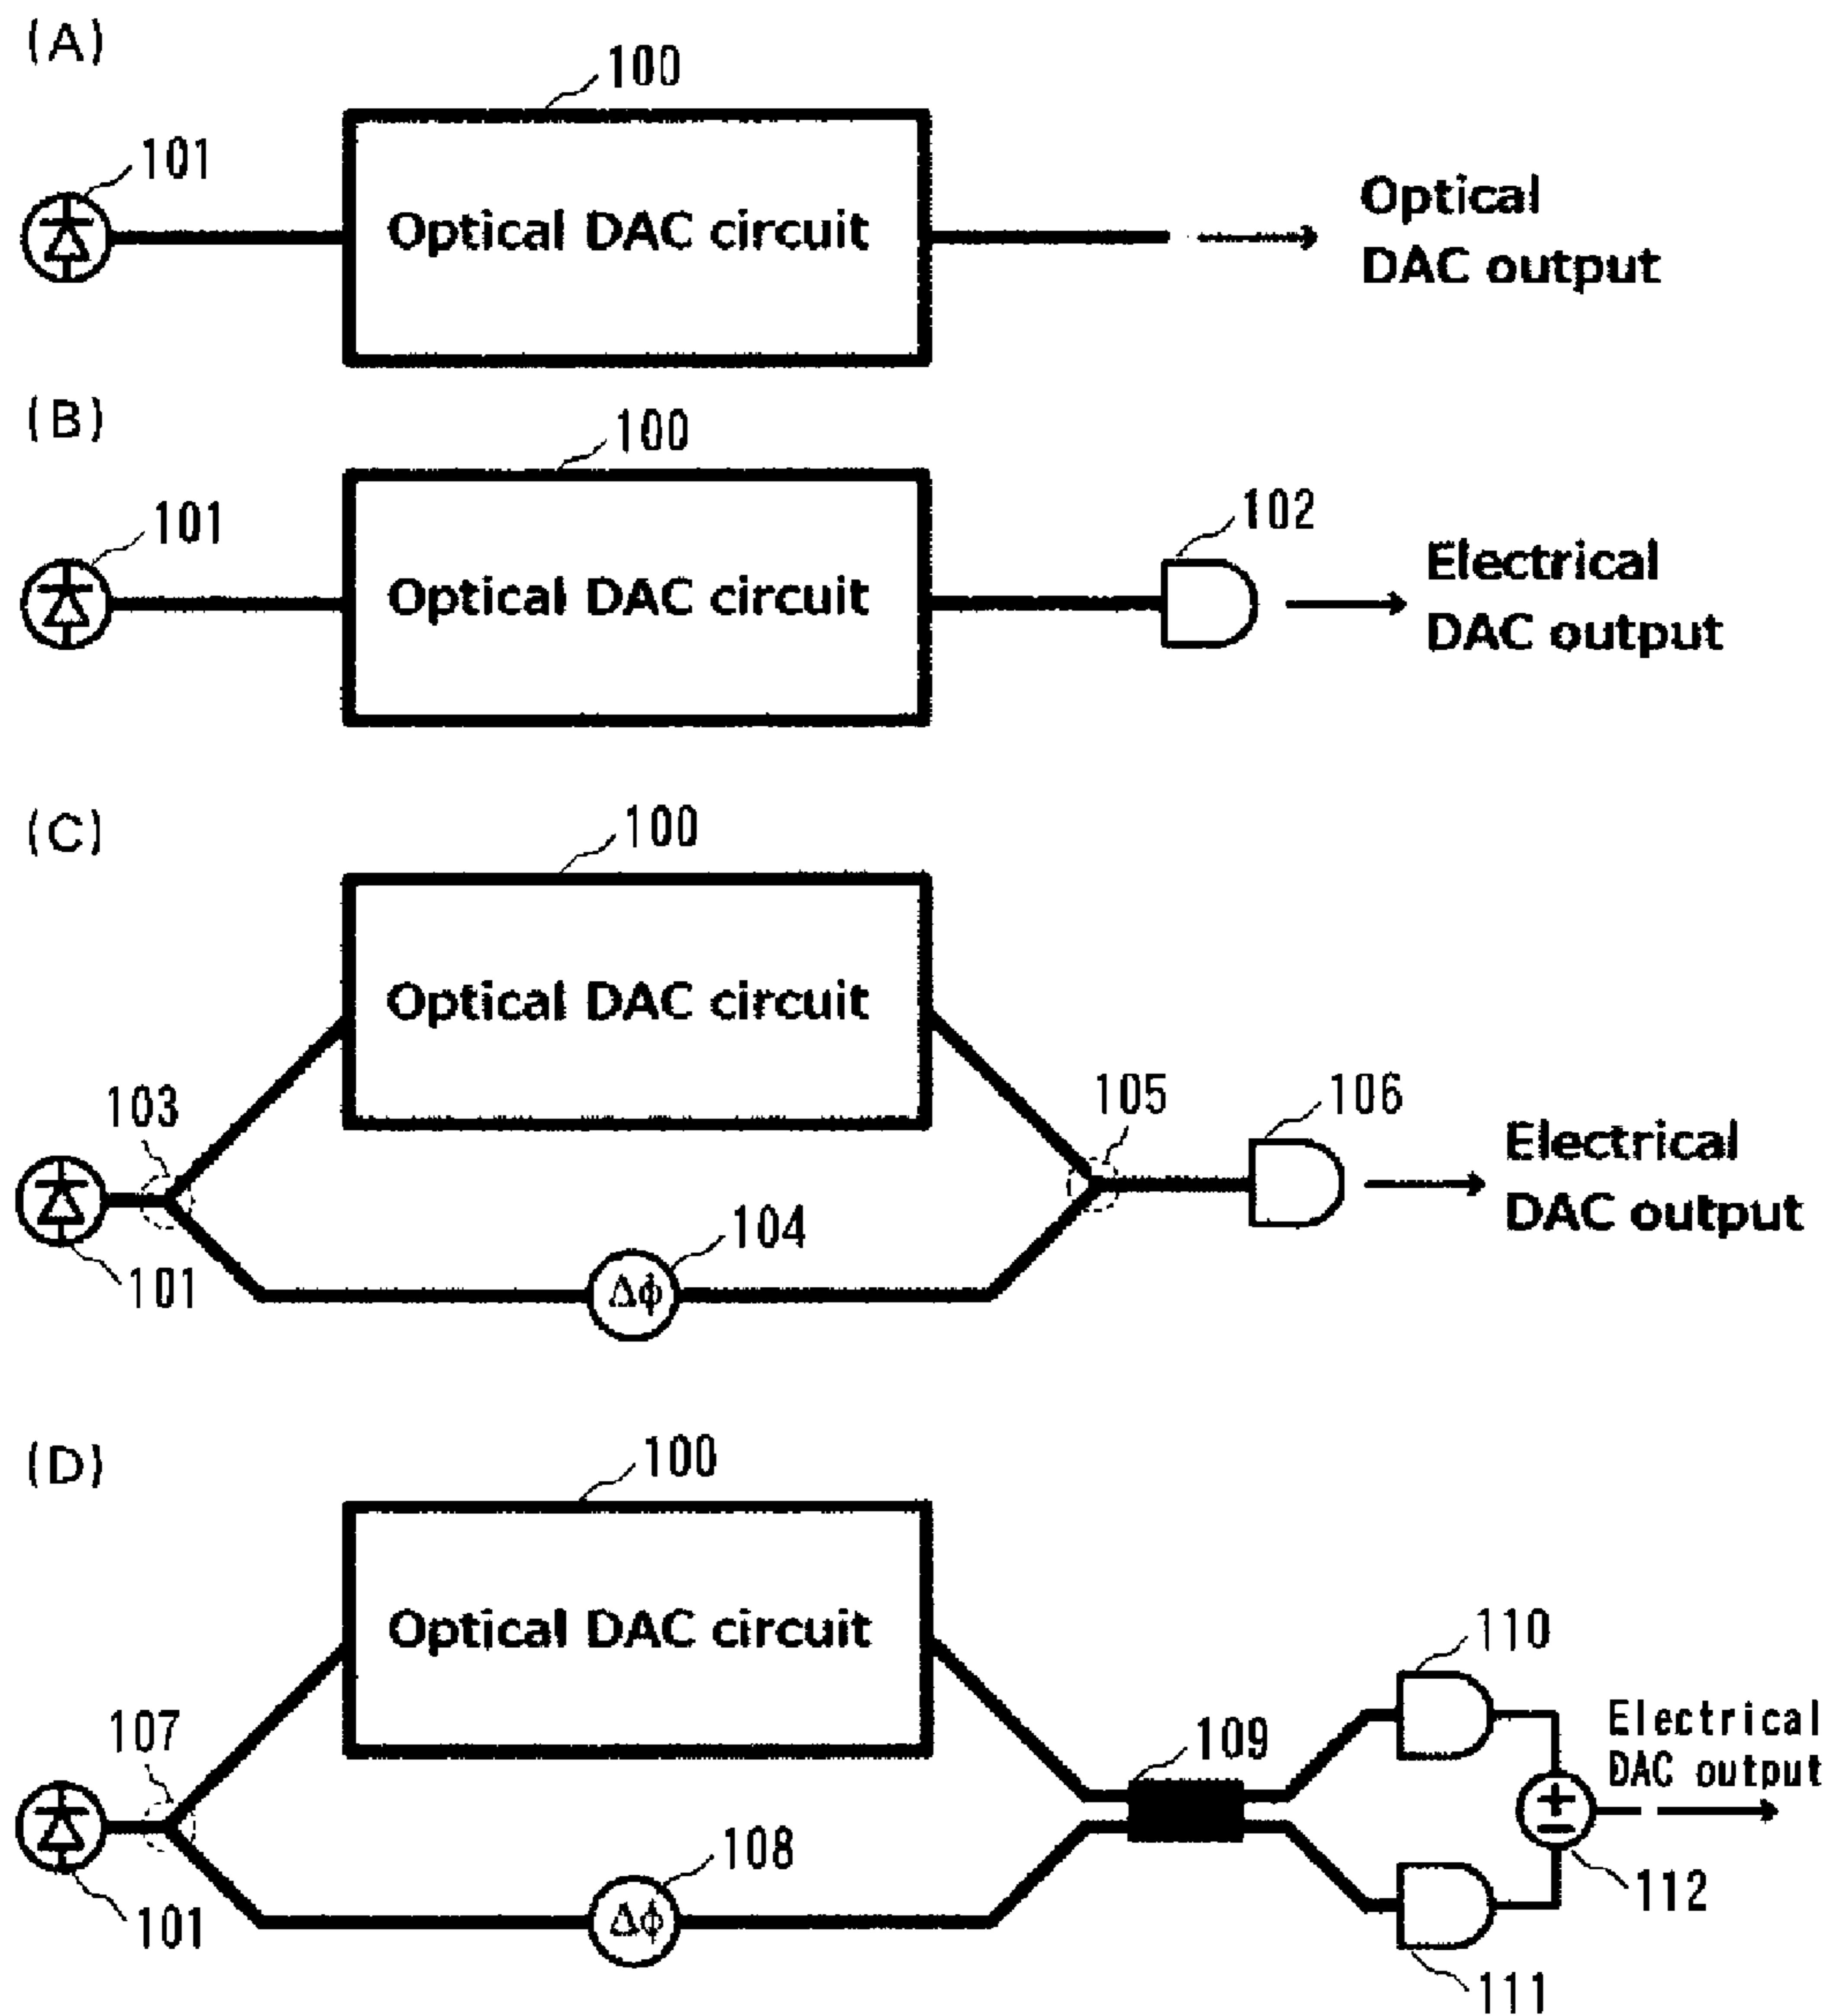 (A)
100
101
Optical DAC circuit
Optical
DAC output
(B)
100
101
102
Optical DAC circuit
Electrical
DAC output
(C)
100
Optical DAC circuit
103
105
106
Electrical
DAC output
104
101
Δϕ
(D)
100
Optical DAC circuit
110
107
109
Electrical
DAC output
±
108
112
101
Δϕ
111